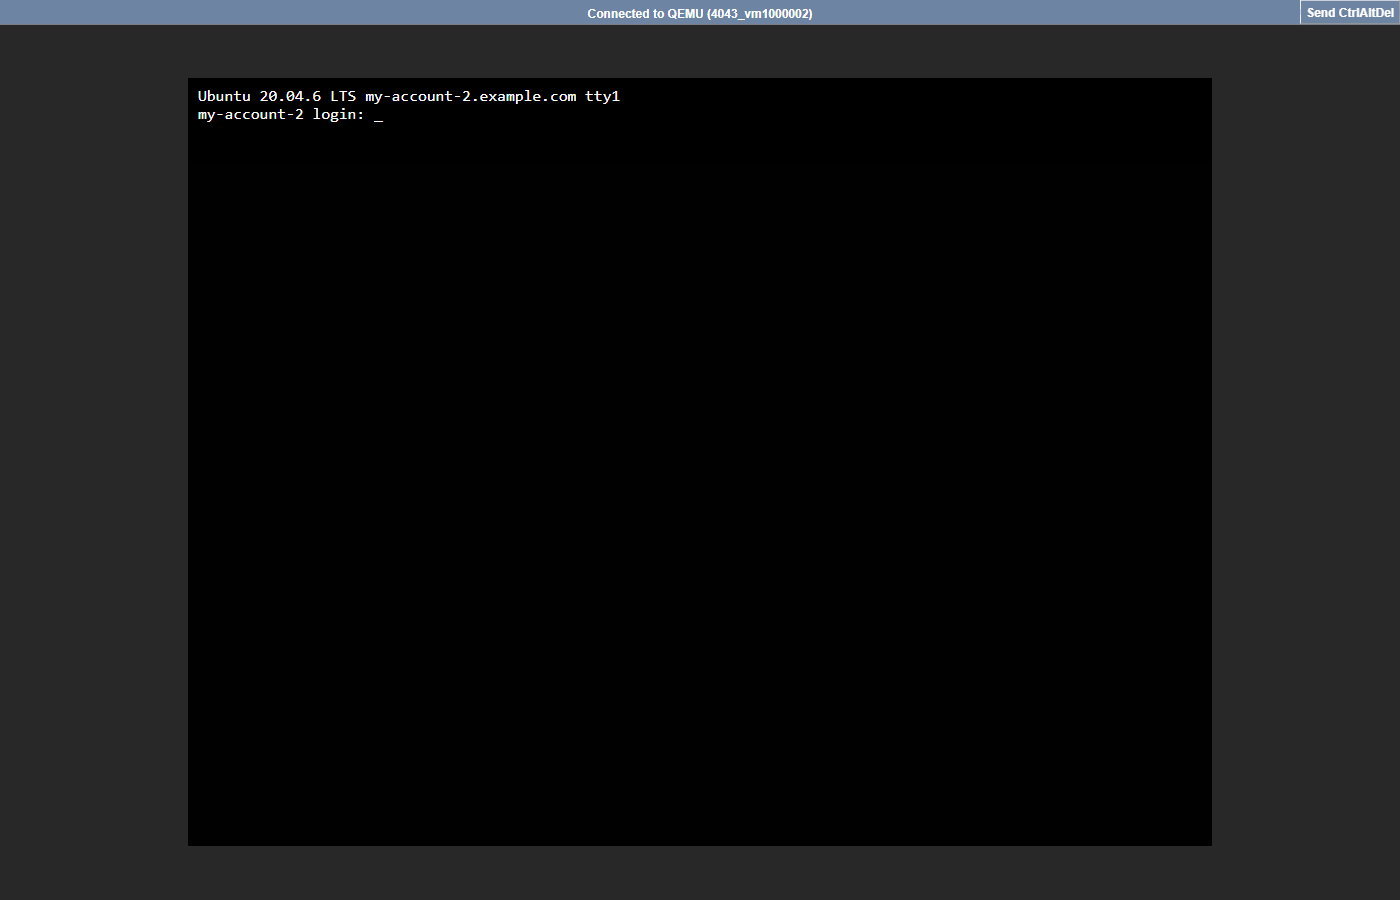 Connected to QEMU (4043_vm1000002)
Send CtrlAltDel
Ubuntu 20.04.6 LTS my-account-2.example.com tty1
my-account-2 login: _